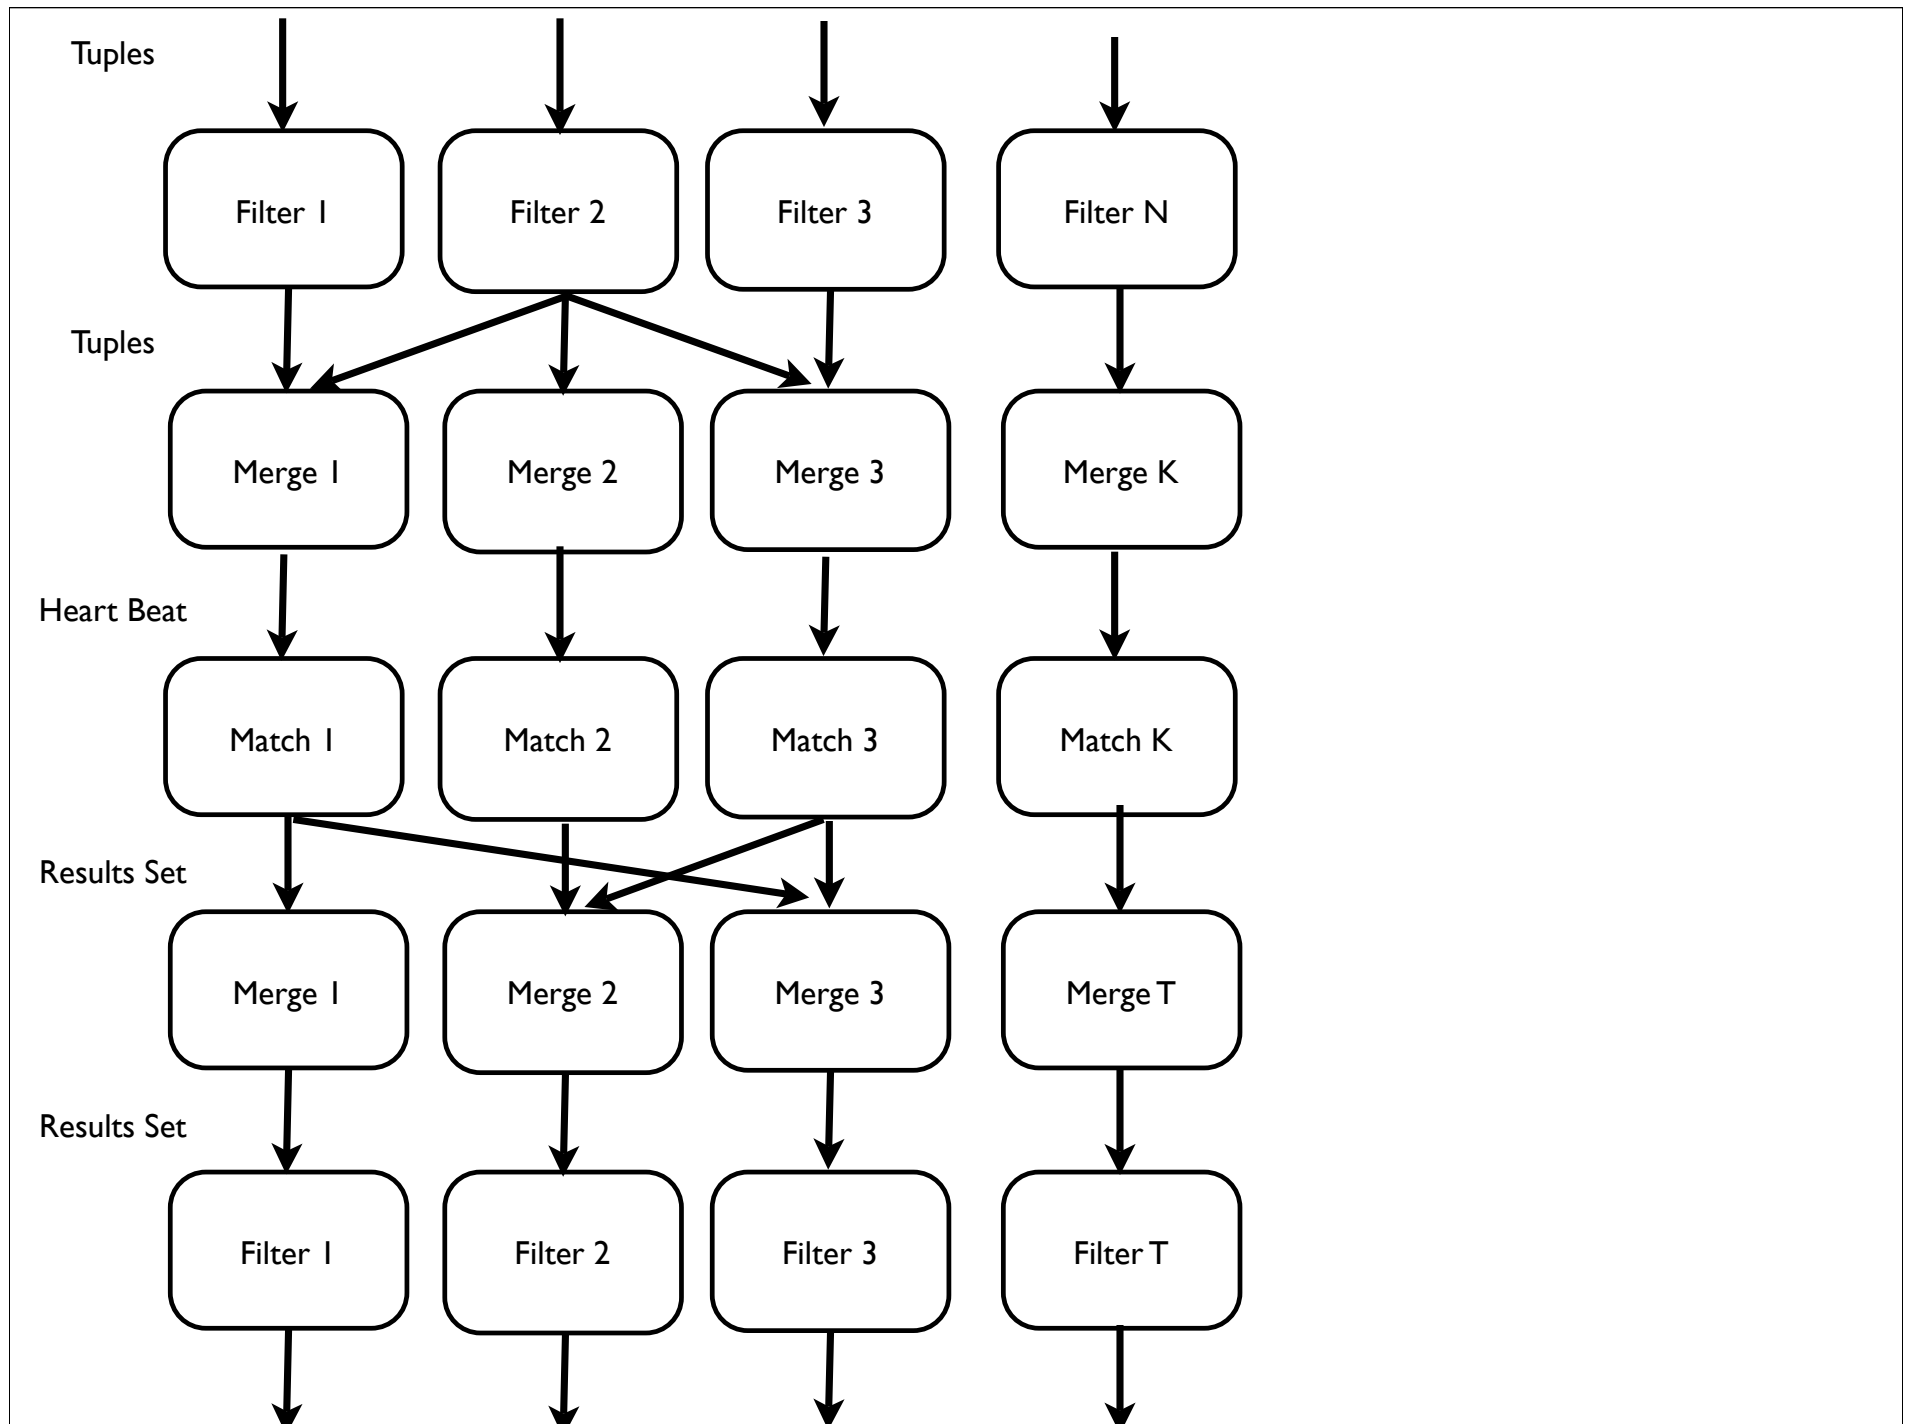 Tuples
Filter 1
Filter 2
Filter 3
Filter N
Tuples
Merge 1
Merge 2
Merge 3
Merge K
Heart Beat
Match 1
Match 2
Match 3
Match K
Results Set
Merge 1
Merge 2
Merge 3
Merge T
Results Set
Filter 1
Filter 2
Filter 3
Filter T